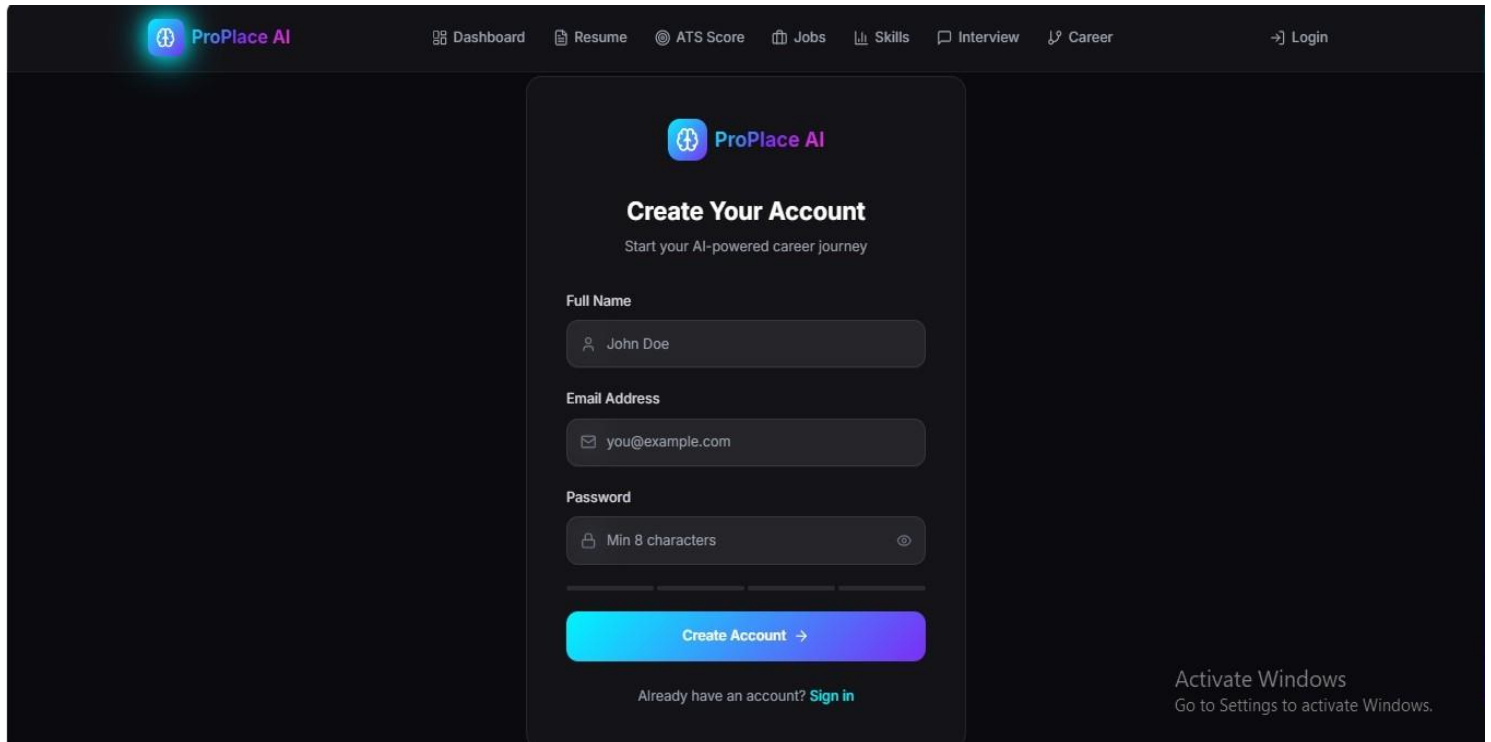 ProPlace AI Dashboard Resume ATS Score Jobs Skills Interview Career Login
ProPlace AI
Create Your Account
Start your AI-powered career journey
Full Name
John Doe
Email Address
you@example.com
Password
Min 8 characters
Create Account →
Already have an account? Sign in
Activate Windows
Go to Settings to activate Windows.